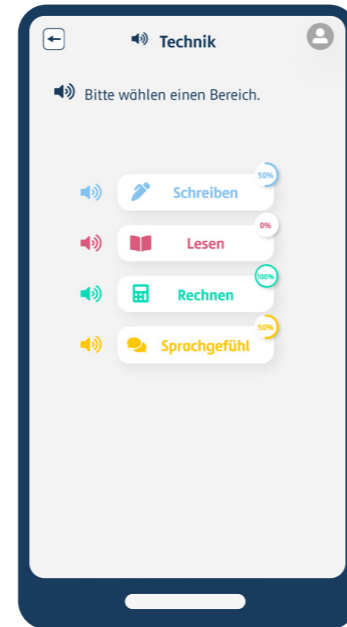 Technik
Bitte wählen einen Bereich.
50%
Schreiben
0%
Lesen
100%
Rechnen
50%
Sprachgefühl